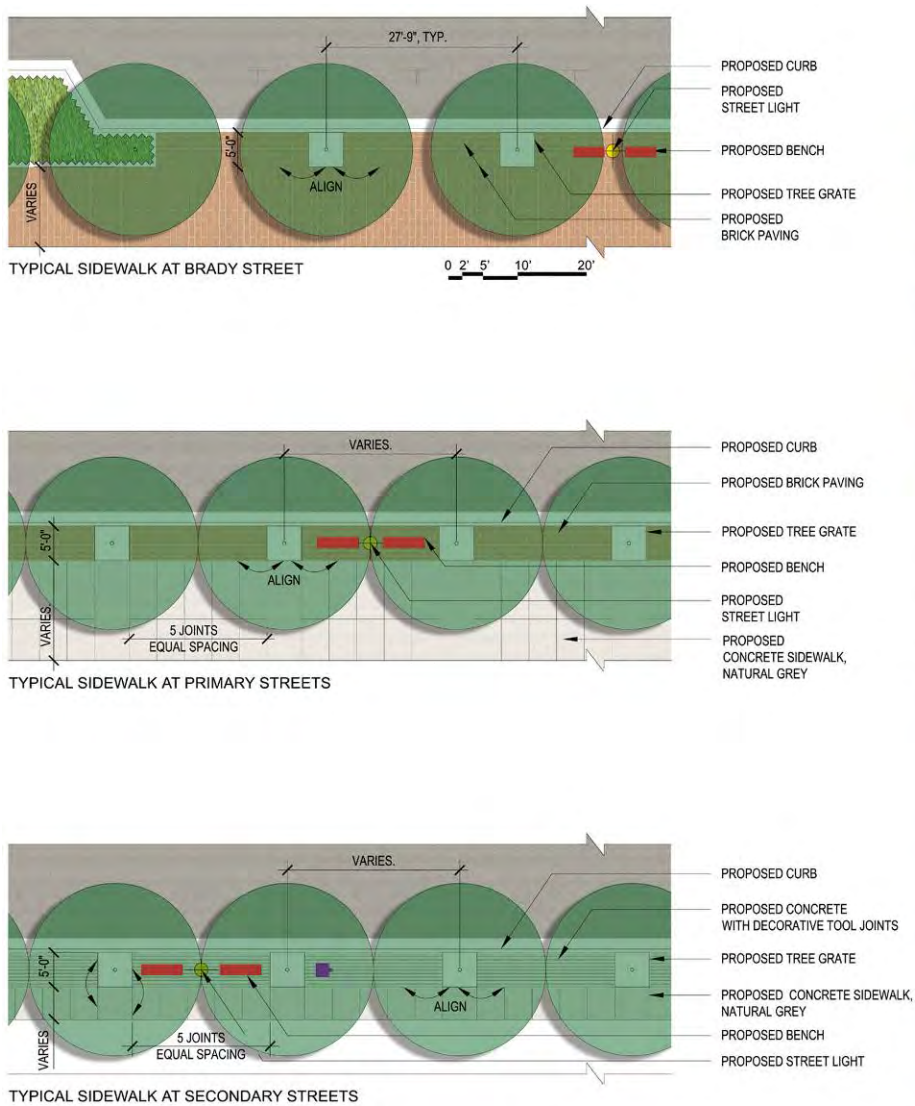 27'-9", TYP.
PROPOSED CURB
PROPOSED
STREET LIGHT
5'-0"
PROPOSED BENCH
ALIGN
PROPOSED TREE GRATE
VARIES
PROPOSED
BRICK PAVING
TYPICAL SIDEWALK AT BRADY STREET
0 2' 5' 10' 20'
VARIES.
PROPOSED CURB
PROPOSED BRICK PAVING
5'-0"
PROPOSED TREE GRATE
PROPOSED BENCH
ALIGN
PROPOSED
STREET LIGHT
VARIES.
5 JOINTS
EQUAL SPACING
PROPOSED
CONCRETE SIDEWALK,
NATURAL GREY
TYPICAL SIDEWALK AT PRIMARY STREETS
VARIES.
PROPOSED CURB
PROPOSED CONCRETE
WITH DECORATIVE TOOL JOINTS
5'-0"
PROPOSED TREE GRATE
PROPOSED CONCRETE SIDEWALK,
NATURAL GREY
ALIGN
PROPOSED BENCH
VARIES
5 JOINTS
EQUAL SPACING
PROPOSED STREET LIGHT
TYPICAL SIDEWALK AT SECONDARY STREETS